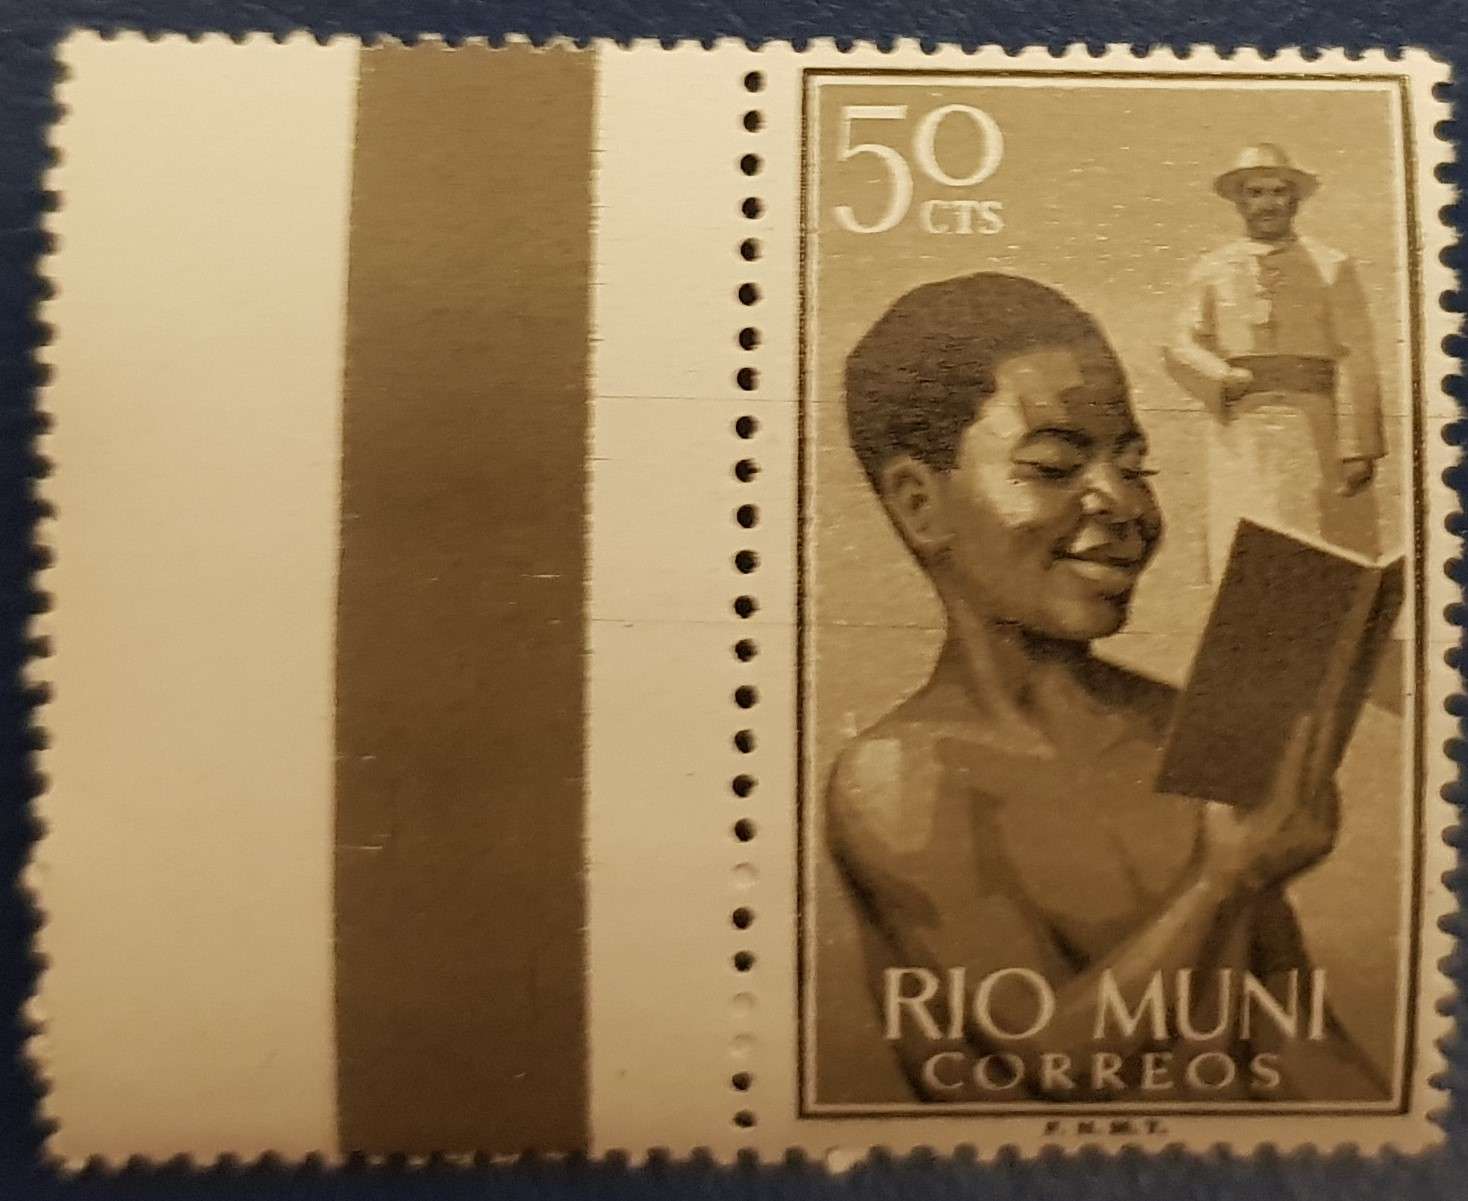 50
CTS
RIO MUNI
CORREOS
F. N. M. T.